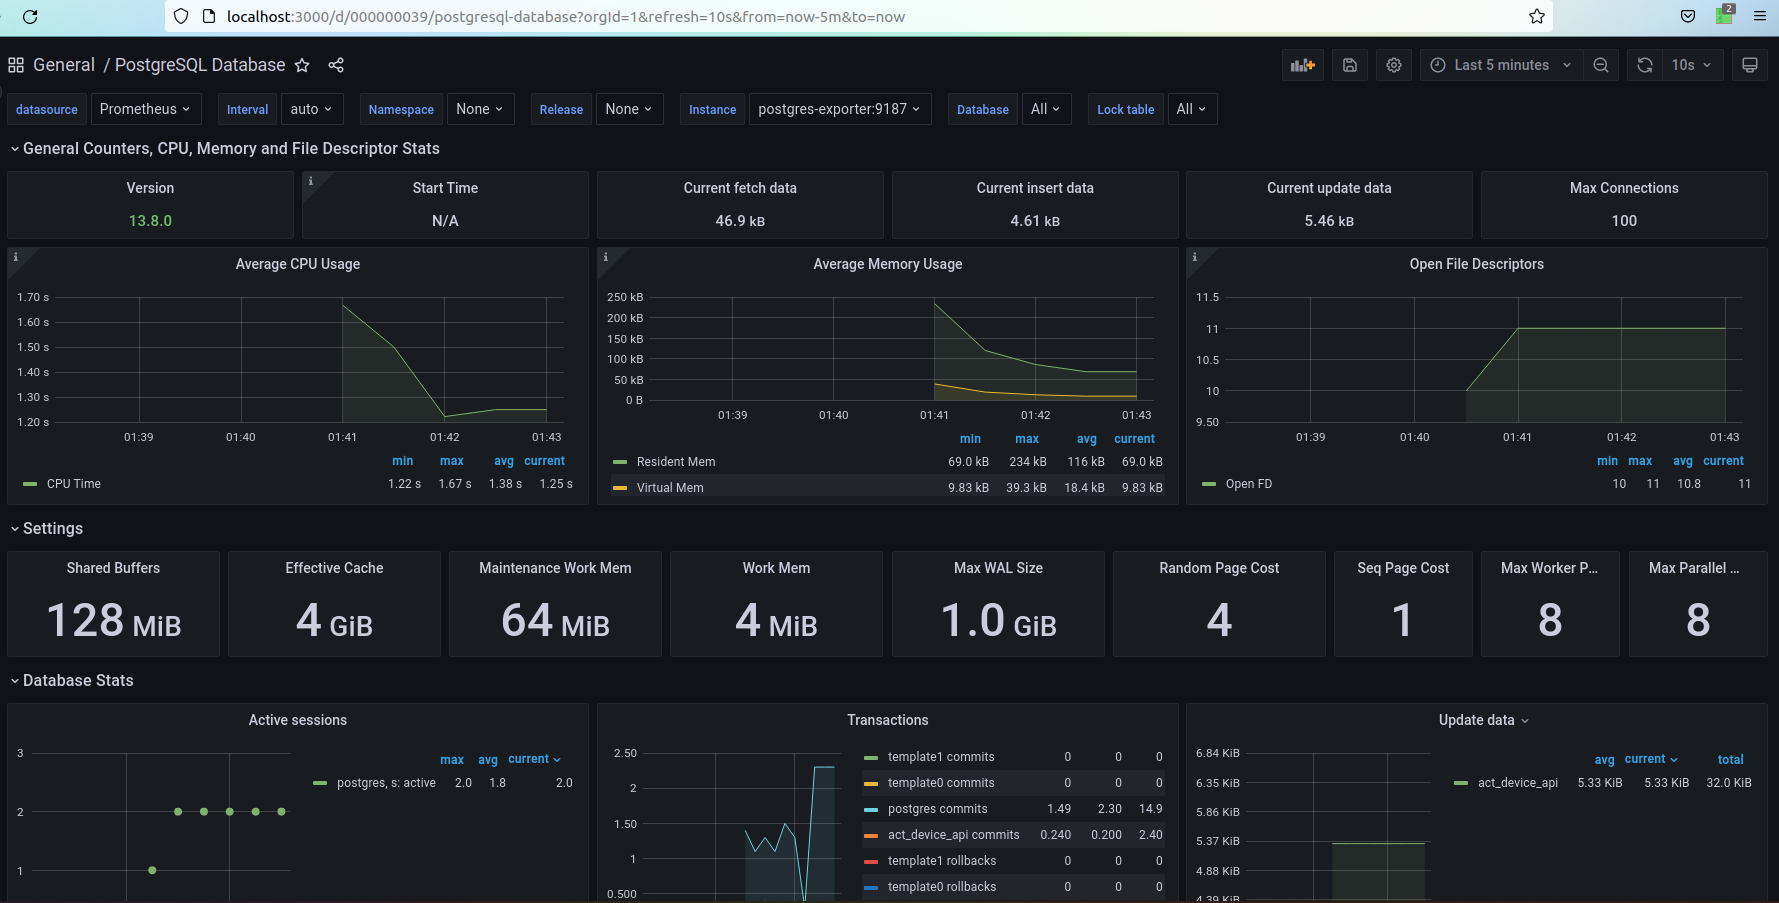 localhost:3000/d/000000039/postgresql-database?orgId=1&refresh=10s&from=now-5m&to=now
2
General / PostgreSQL Database
Last 5 minutes
10s
datasource Prometheus Interval auto Namespace None Release None Instance postgres-exporter:9187 Database All Lock table All
General Counters, CPU, Memory and File Descriptor Stats
Version
13.8.0
Start Time
N/A
Current fetch data
46.9 kB
Current insert data
4.61 kB
Current update data
5.46 kB
Max Connections
100
Average CPU Usage
1.70 s
1.60 s
1.50 s
1.40 s
1.30 s
1.20 s
01:39 01:40 01:41 01:42 01:43
min max avg current
CPU Time 1.22 s 1.67 s 1.38 s 1.25 s
Average Memory Usage
250 kB
200 kB
150 kB
100 kB
50 kB
0 B
01:39 01:40 01:41 01:42 01:43
min max avg current
Resident Mem 69.0 kB 234 kB 116 kB 69.0 kB
Virtual Mem 9.83 kB 39.3 kB 18.4 kB 9.83 kB
Open File Descriptors
11.5
11
10.5
10
9.50
01:39 01:40 01:41 01:42 01:43
min max avg current
Open FD 10 11 10.8 11
Settings
Shared Buffers
128 MiB
Effective Cache
4 GiB
Maintenance Work Mem
64 MiB
Work Mem
4 MiB
Max WAL Size
1.0 GiB
Random Page Cost
4
Seq Page Cost
1
Max Worker P...
8
Max Parallel ...
8
Database Stats
Active sessions
3
2
1
max avg current
postgres, s: active 2.0 1.8 2.0
Transactions
2.50
2
1.50
1
0.500
template1 commits 0 0 0
template0 commits 0 0 0
postgres commits 1.49 2.30 14.9
act_device_api commits 0.240 0.200 2.40
template1 rollbacks 0 0 0
template0 rollbacks 0 0 0
Update data
6.84 KiB
6.35 KiB
5.86 KiB
5.37 KiB
4.88 KiB
4.39 KiB
avg current total
act_device_api 5.33 KiB 5.33 KiB 32.0 KiB